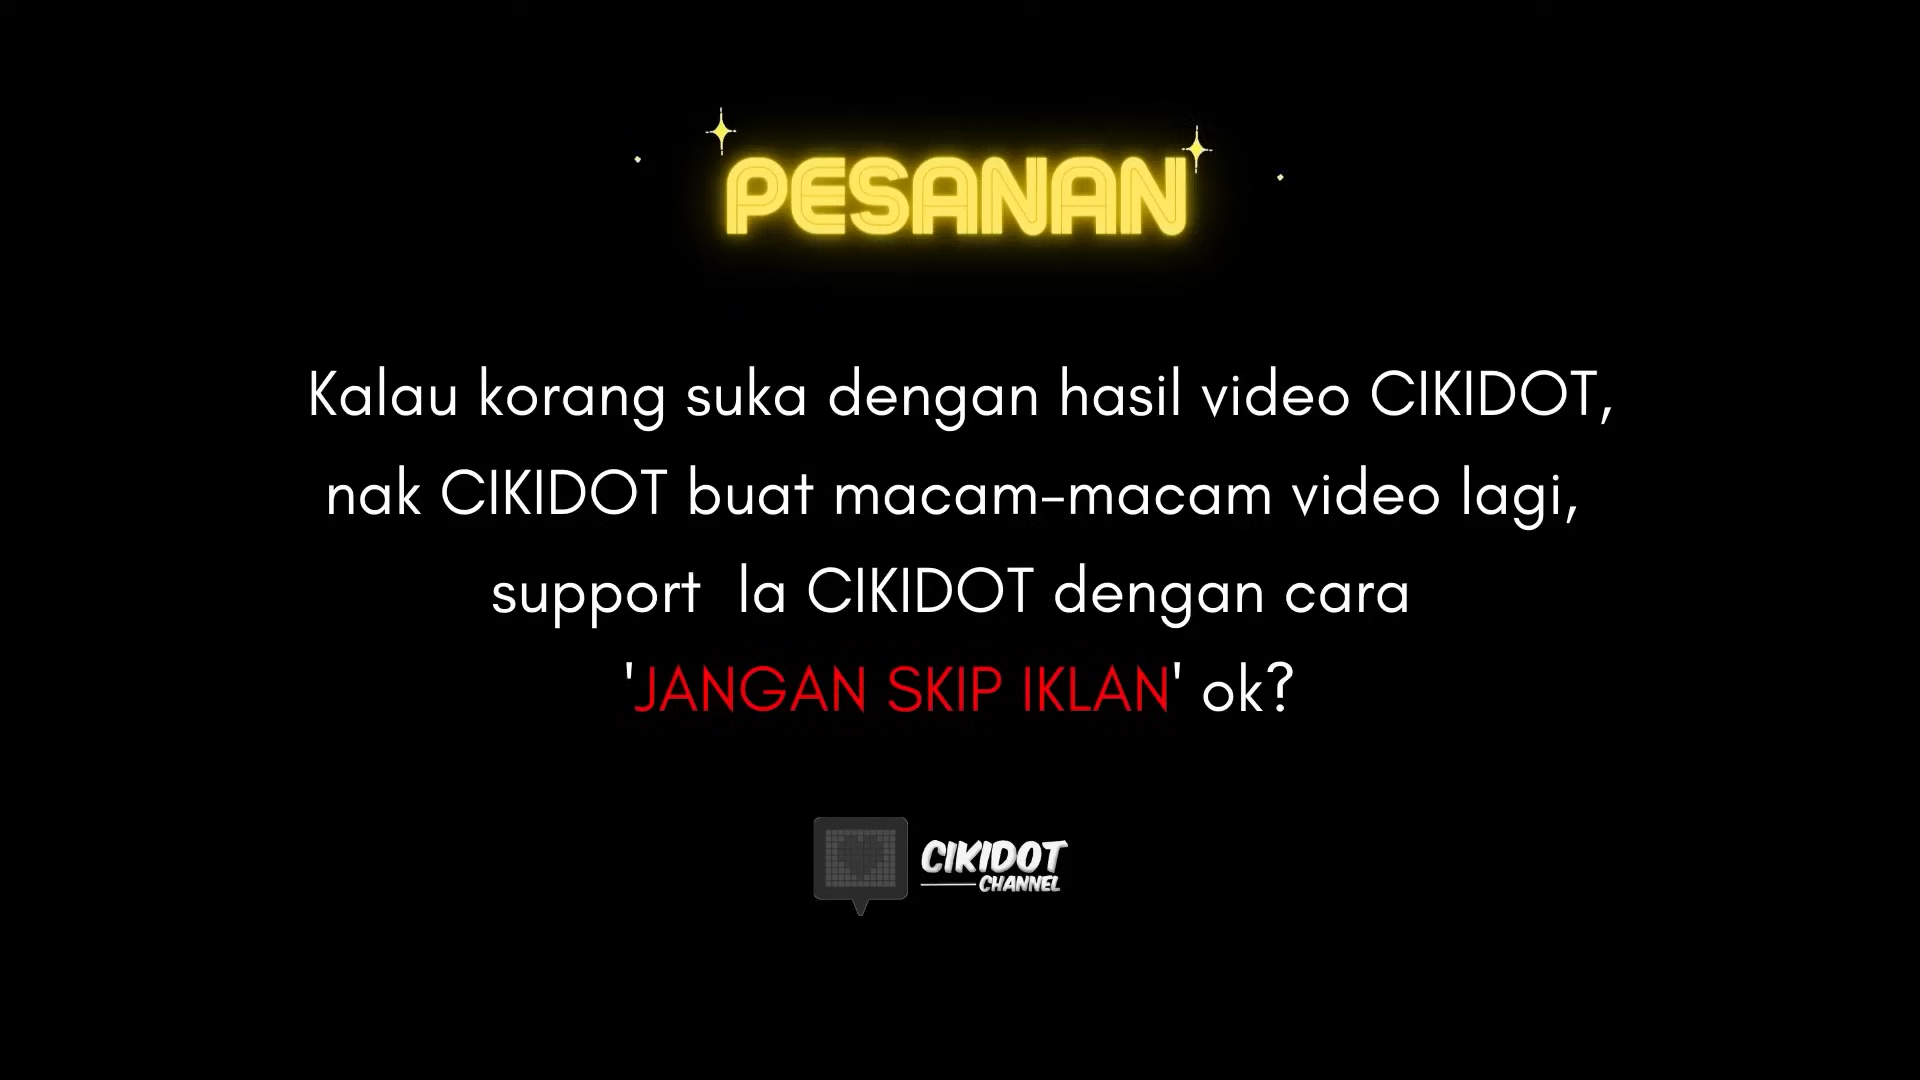 PESANAN
Kalau korang suka dengan hasil video CIKIDOT,
nak CIKIDOT buat macam-macam video lagi,
support la CIKIDOT dengan cara
'JANGAN SKIP IKLAN' ok?
CIKIDOT
CHANNEL